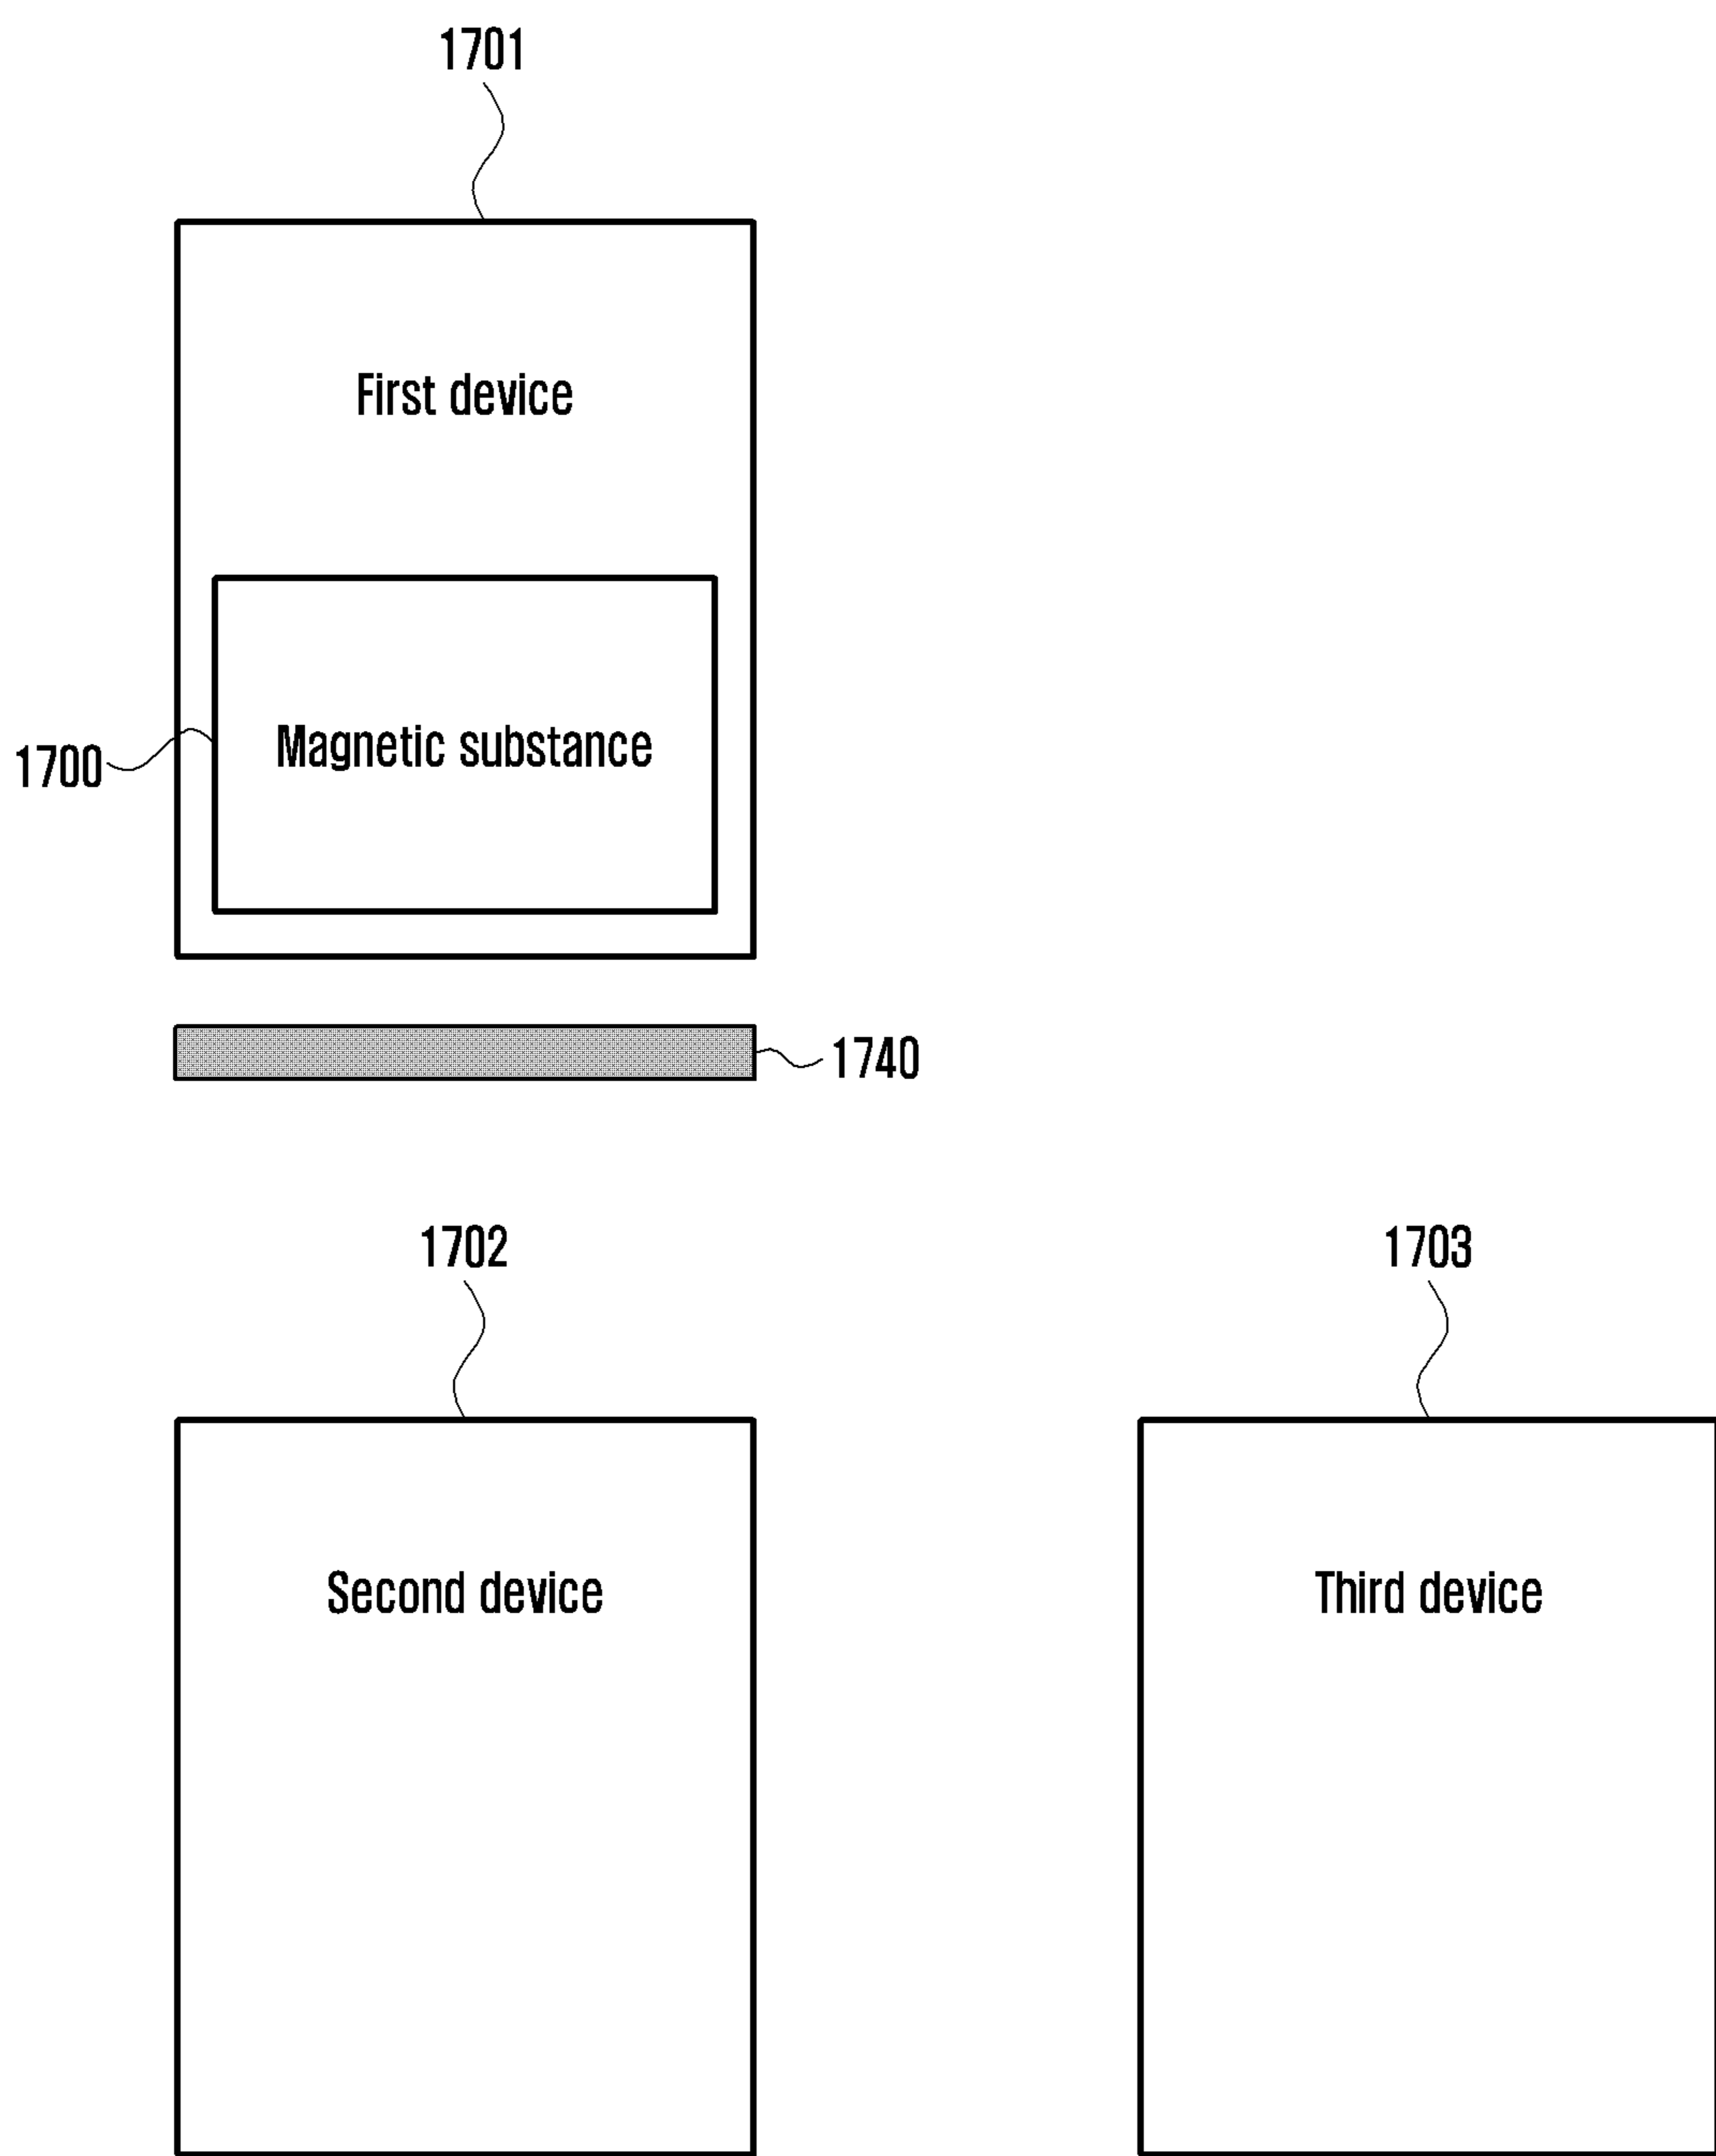 1701
First device
Magnetic substance
1700
1740
1702
1703
Second device
Third device